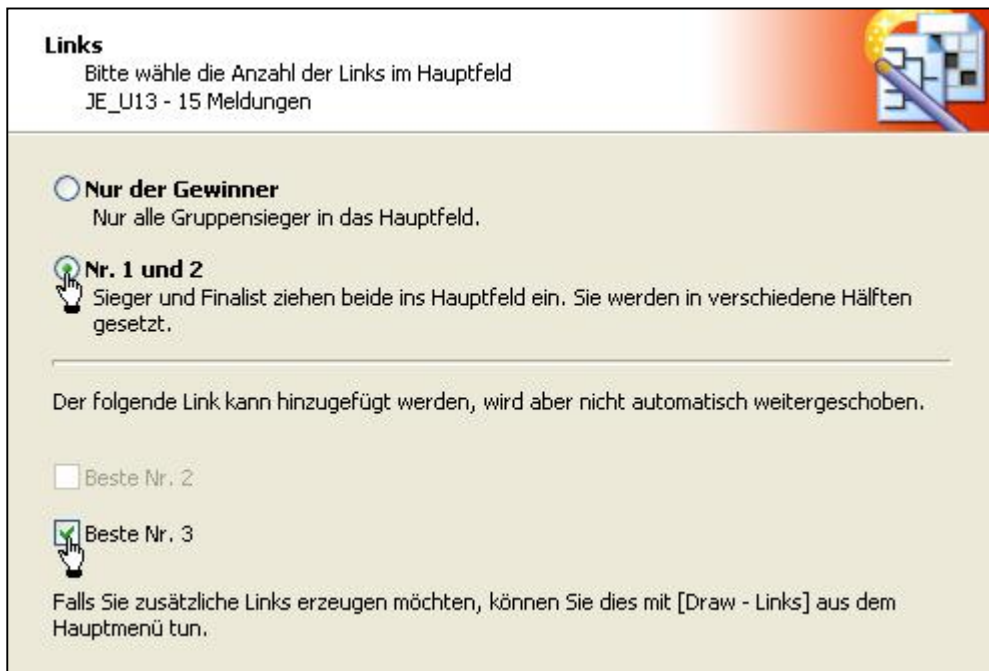 Links
Bitte wähle die Anzahl der Links im Hauptfeld
JE_U13 - 15 Meldungen
Nur der Gewinner
Nur alle Gruppensieger in das Hauptfeld.
Nr. 1 und 2
Sieger und Finalist ziehen beide ins Hauptfeld ein. Sie werden in verschiedene Hälften
gesetzt.
Der folgende Link kann hinzugefügt werden, wird aber nicht automatisch weitergeschoben.
Beste Nr. 2
Beste Nr. 3
Falls Sie zusätzliche Links erzeugen möchten, können Sie dies mit [Draw - Links] aus dem
Hauptmenü tun.